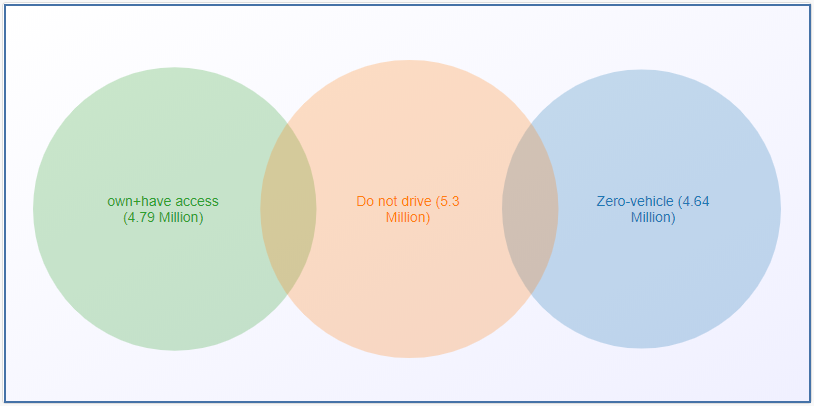 own+have access
(4.79 Million)
Do not drive (5.3
Million)
Zero-vehicle (4.64
Million)